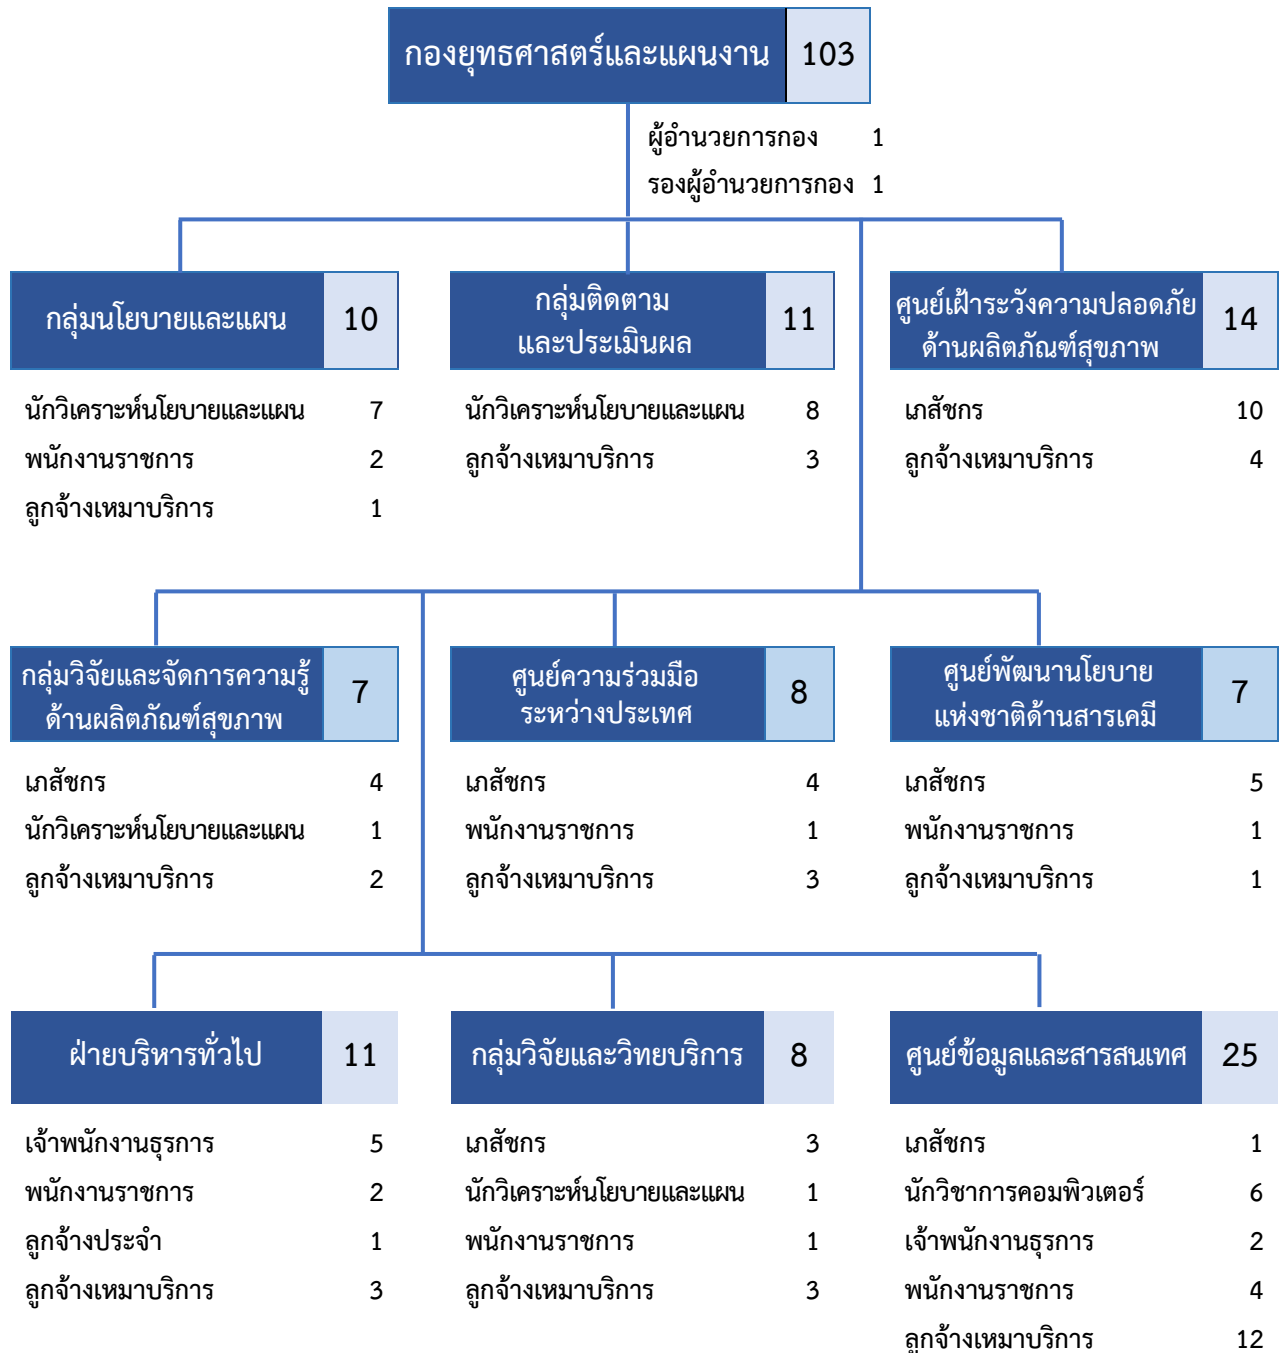 กองยุทธศาสตร์และแผนงาน 103
ผู้อำนวยการกอง 1
รองผู้อำนวยการกอง 1
กลุ่มนโยบายและแผน 10
นักวิเคราะห์นโยบายและแผน 7
พนักงานราชการ 2
ลูกจ้างเหมาบริการ 1
กลุ่มติดตาม
และประเมินผล 11
นักวิเคราะห์นโยบายและแผน 8
ลูกจ้างเหมาบริการ 3
ศูนย์เฝ้าระวังความปลอดภัย
ด้านผลิตภัณฑ์สุขภาพ 14
เภสัชกร 10
ลูกจ้างเหมาบริการ 4
กลุ่มวิจัยและจัดการความรู้
ด้านผลิตภัณฑ์สุขภาพ 7
เภสัชกร 4
นักวิเคราะห์นโยบายและแผน 1
ลูกจ้างเหมาบริการ 2
ศูนย์ความร่วมมือ
ระหว่างประเทศ 8
เภสัชกร 4
พนักงานราชการ 1
ลูกจ้างเหมาบริการ 3
ศูนย์พัฒนานโยบาย
แห่งชาติด้านสารเคมี 7
เภสัชกร 5
พนักงานราชการ 1
ลูกจ้างเหมาบริการ 1
ฝ่ายบริหารทั่วไป 11
เจ้าพนักงานธุรการ 5
พนักงานราชการ 2
ลูกจ้างประจำ 1
ลูกจ้างเหมาบริการ 3
กลุ่มวิจัยและวิทยบริการ 8
เภสัชกร 3
นักวิเคราะห์นโยบายและแผน 1
พนักงานราชการ 1
ลูกจ้างเหมาบริการ 3
ศูนย์ข้อมูลและสารสนเทศ 25
เภสัชกร 1
นักวิชาการคอมพิวเตอร์ 6
เจ้าพนักงานธุรการ 2
พนักงานราชการ 4
ลูกจ้างเหมาบริการ 12